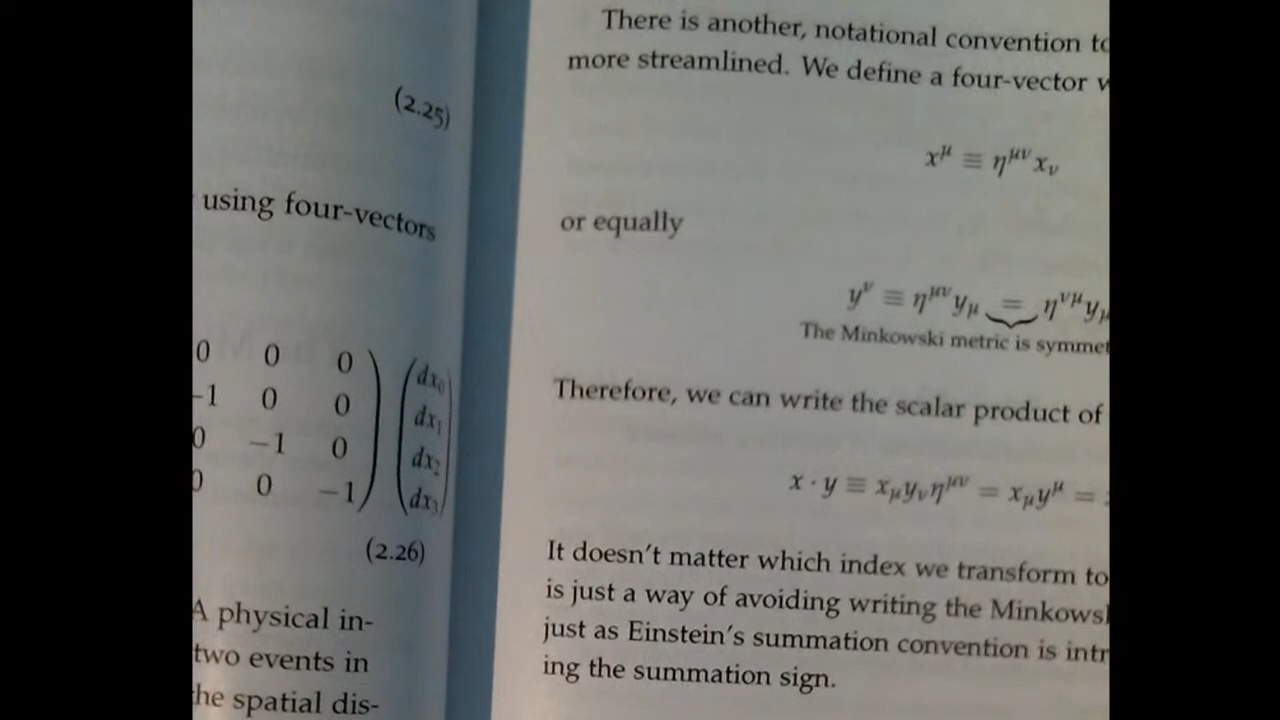 (2.25)
using four-vectors
0 0 0
-1 0 0
0 -1 0
0 0 -1
dx₀
dx₁
dx₂
dx₃
(2.26)
A physical in-
two events in
the spatial dis-
There is another, notational convention to
more streamlined. We define a four-vector
x^μ ≡ η^{μν} x_ν
or equally
y^ν ≡ η^{μν} y_μ = η^{νμ} y_μ
The Minkowski metric is symmet
Therefore, we can write the scalar product of
x · y ≡ x_μ y_ν η^{μν} = x_μ y^μ =
It doesn't matter which index we transform to
is just a way of avoiding writing the Minkows
just as Einstein's summation convention is intr
ing the summation sign.